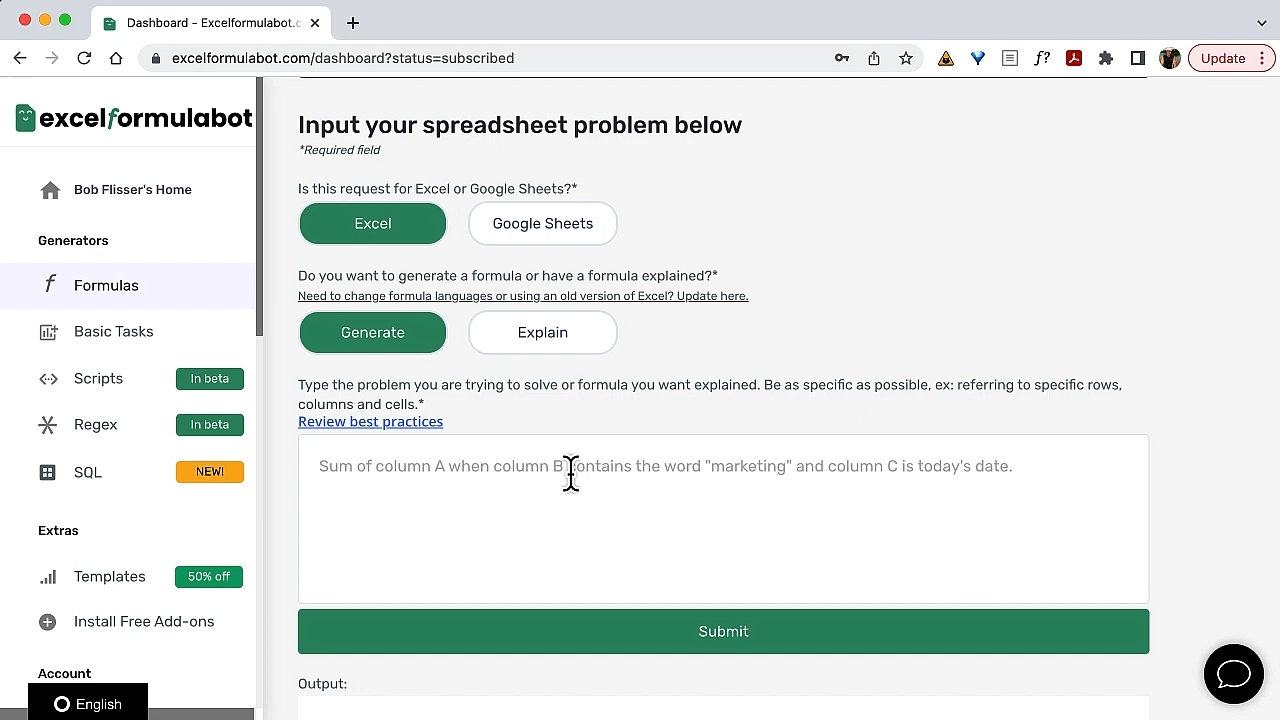 Dashboard - Excelformulabot.c
excelformulabot.com/dashboard?status=subscribed
f?
Update
excelformulabot
Bob Flisser's Home
Generators
Formulas
Basic Tasks
Scripts
In beta
Regex
In beta
SQL
NEW!
Extras
Templates
50% off
Install Free Add-ons
Account
English
Input your spreadsheet problem below
*Required field
Is this request for Excel or Google Sheets?*
Excel
Google Sheets
Do you want to generate a formula or have a formula explained?*
Need to change formula languages or using an old version of Excel? Update here.
Generate
Explain
Type the problem you are trying to solve or formula you want explained. Be as specific as possible, ex: referring to specific rows,
columns and cells.*
Review best practices
Sum of column A when column B contains the word "marketing" and column C is today's date.
Submit
Output: